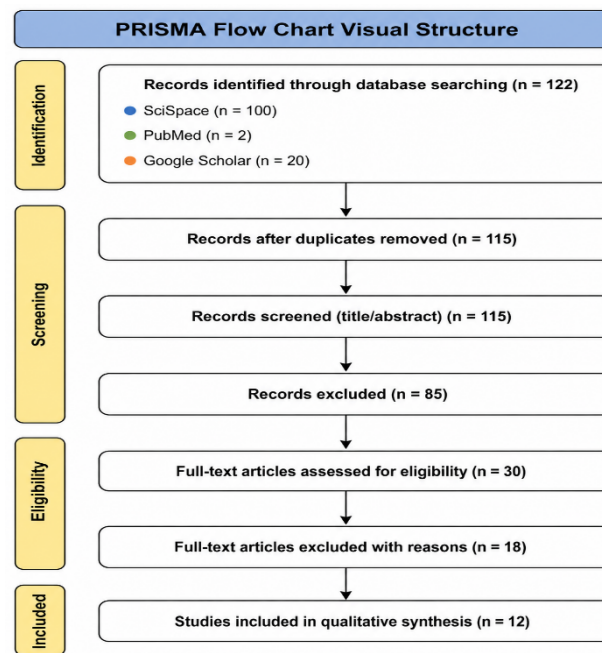 PRISMA Flow Chart Visual Structure
Identification
Records identified through database searching (n = 122)
SciSpace (n = 100)
PubMed (n = 2)
Google Scholar (n = 20)
Screening
Records after duplicates removed (n = 115)
Records screened (title/abstract) (n = 115)
Records excluded (n = 85)
Eligibility
Full-text articles assessed for eligibility (n = 30)
Full-text articles excluded with reasons (n = 18)
Included
Studies included in qualitative synthesis (n = 12)